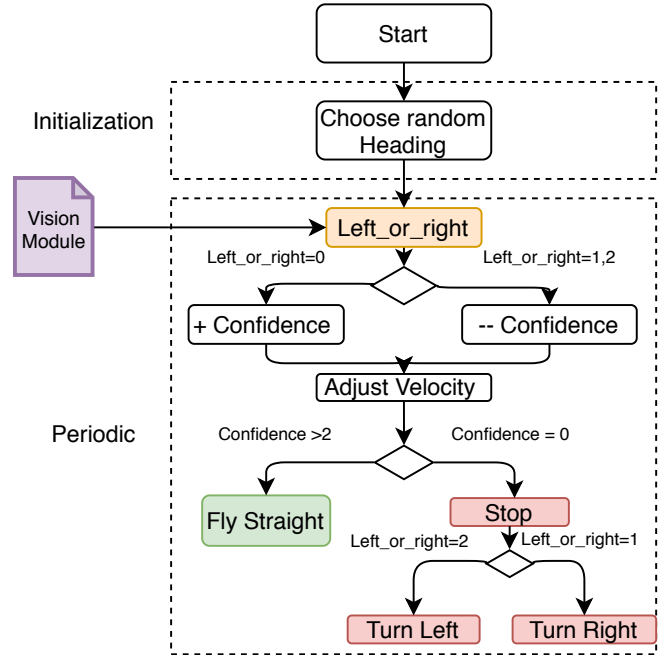 Start
Initialization
Choose random
Heading
Vision
Module
Left_or_right
Left_or_right=0
Left_or_right=1,2
+ Confidence
-- Confidence
Adjust Velocity
Periodic
Confidence >2
Confidence = 0
Fly Straight
Stop
Left_or_right=2
Left_or_right=1
Turn Left
Turn Right